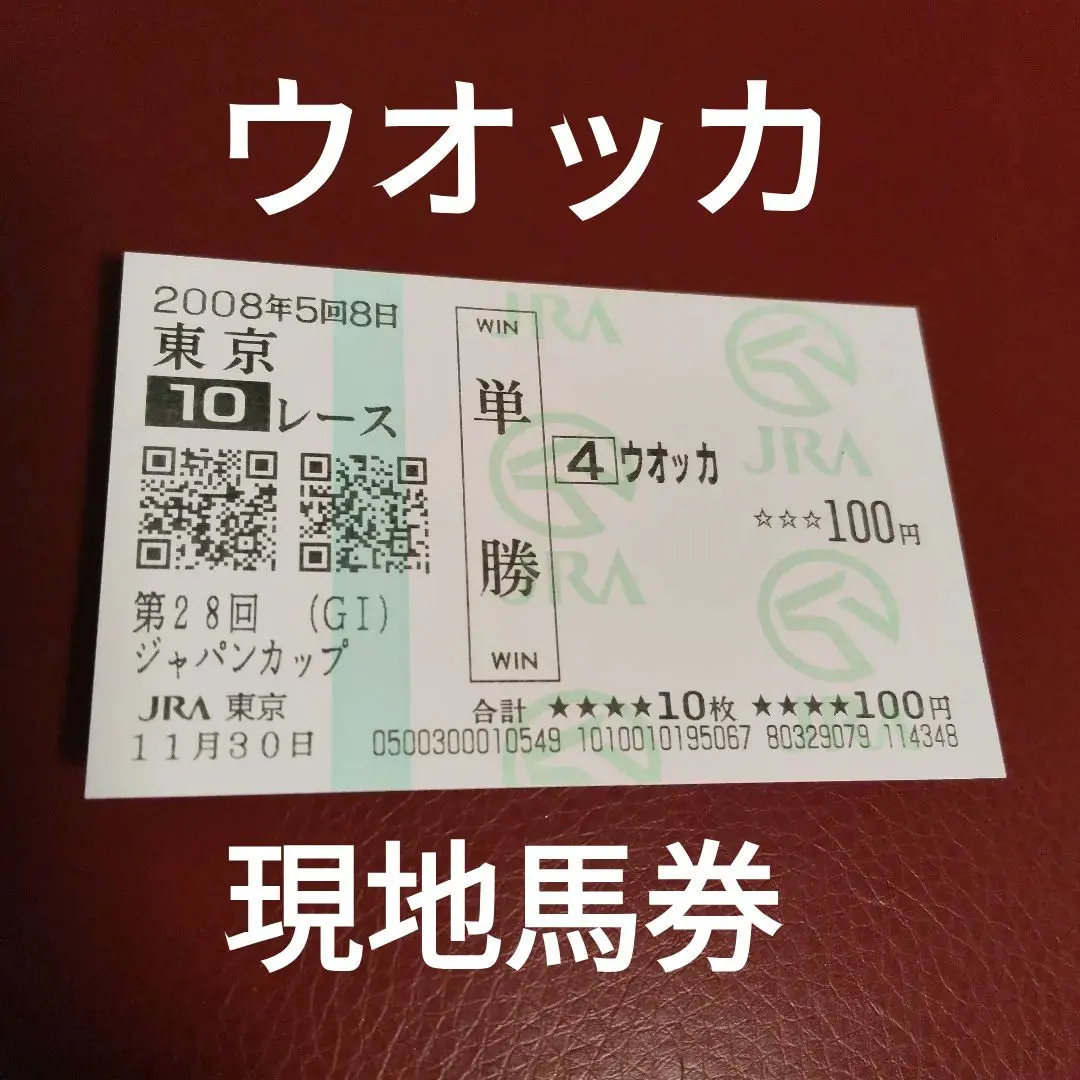 ウオッカ
2008年5回8日
東京
10レース
第28回 (GI)
ジャパンカップ
JRA 東京
11月30日
WIN
単勝
WIN
4 ウオッカ
☆☆☆100円
合計 ★★★★10枚 ★★★★100円
0500300010549 1010010195067 80329079 114348
JRA
JRA
JRA
現地馬券